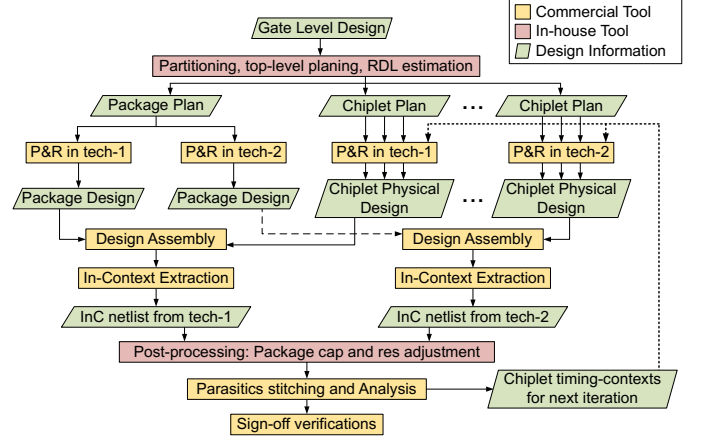 Commercial Tool
In-house Tool
Design Information
Gate Level Design
Partitioning, top-level planing, RDL estimation
Package Plan
Chiplet Plan
...
Chiplet Plan
P&R in tech-1
P&R in tech-2
P&R in tech-1
P&R in tech-2
Package Design
Package Design
Chiplet Physical
Design
...
Chiplet Physical
Design
Design Assembly
Design Assembly
In-Context Extraction
In-Context Extraction
InC netlist from tech-1
InC netlist from tech-2
Post-processing: Package cap and res adjustment
Parasitics stitching and Analysis
Chiplet timing-contexts
for next iteration
Sign-off verifications